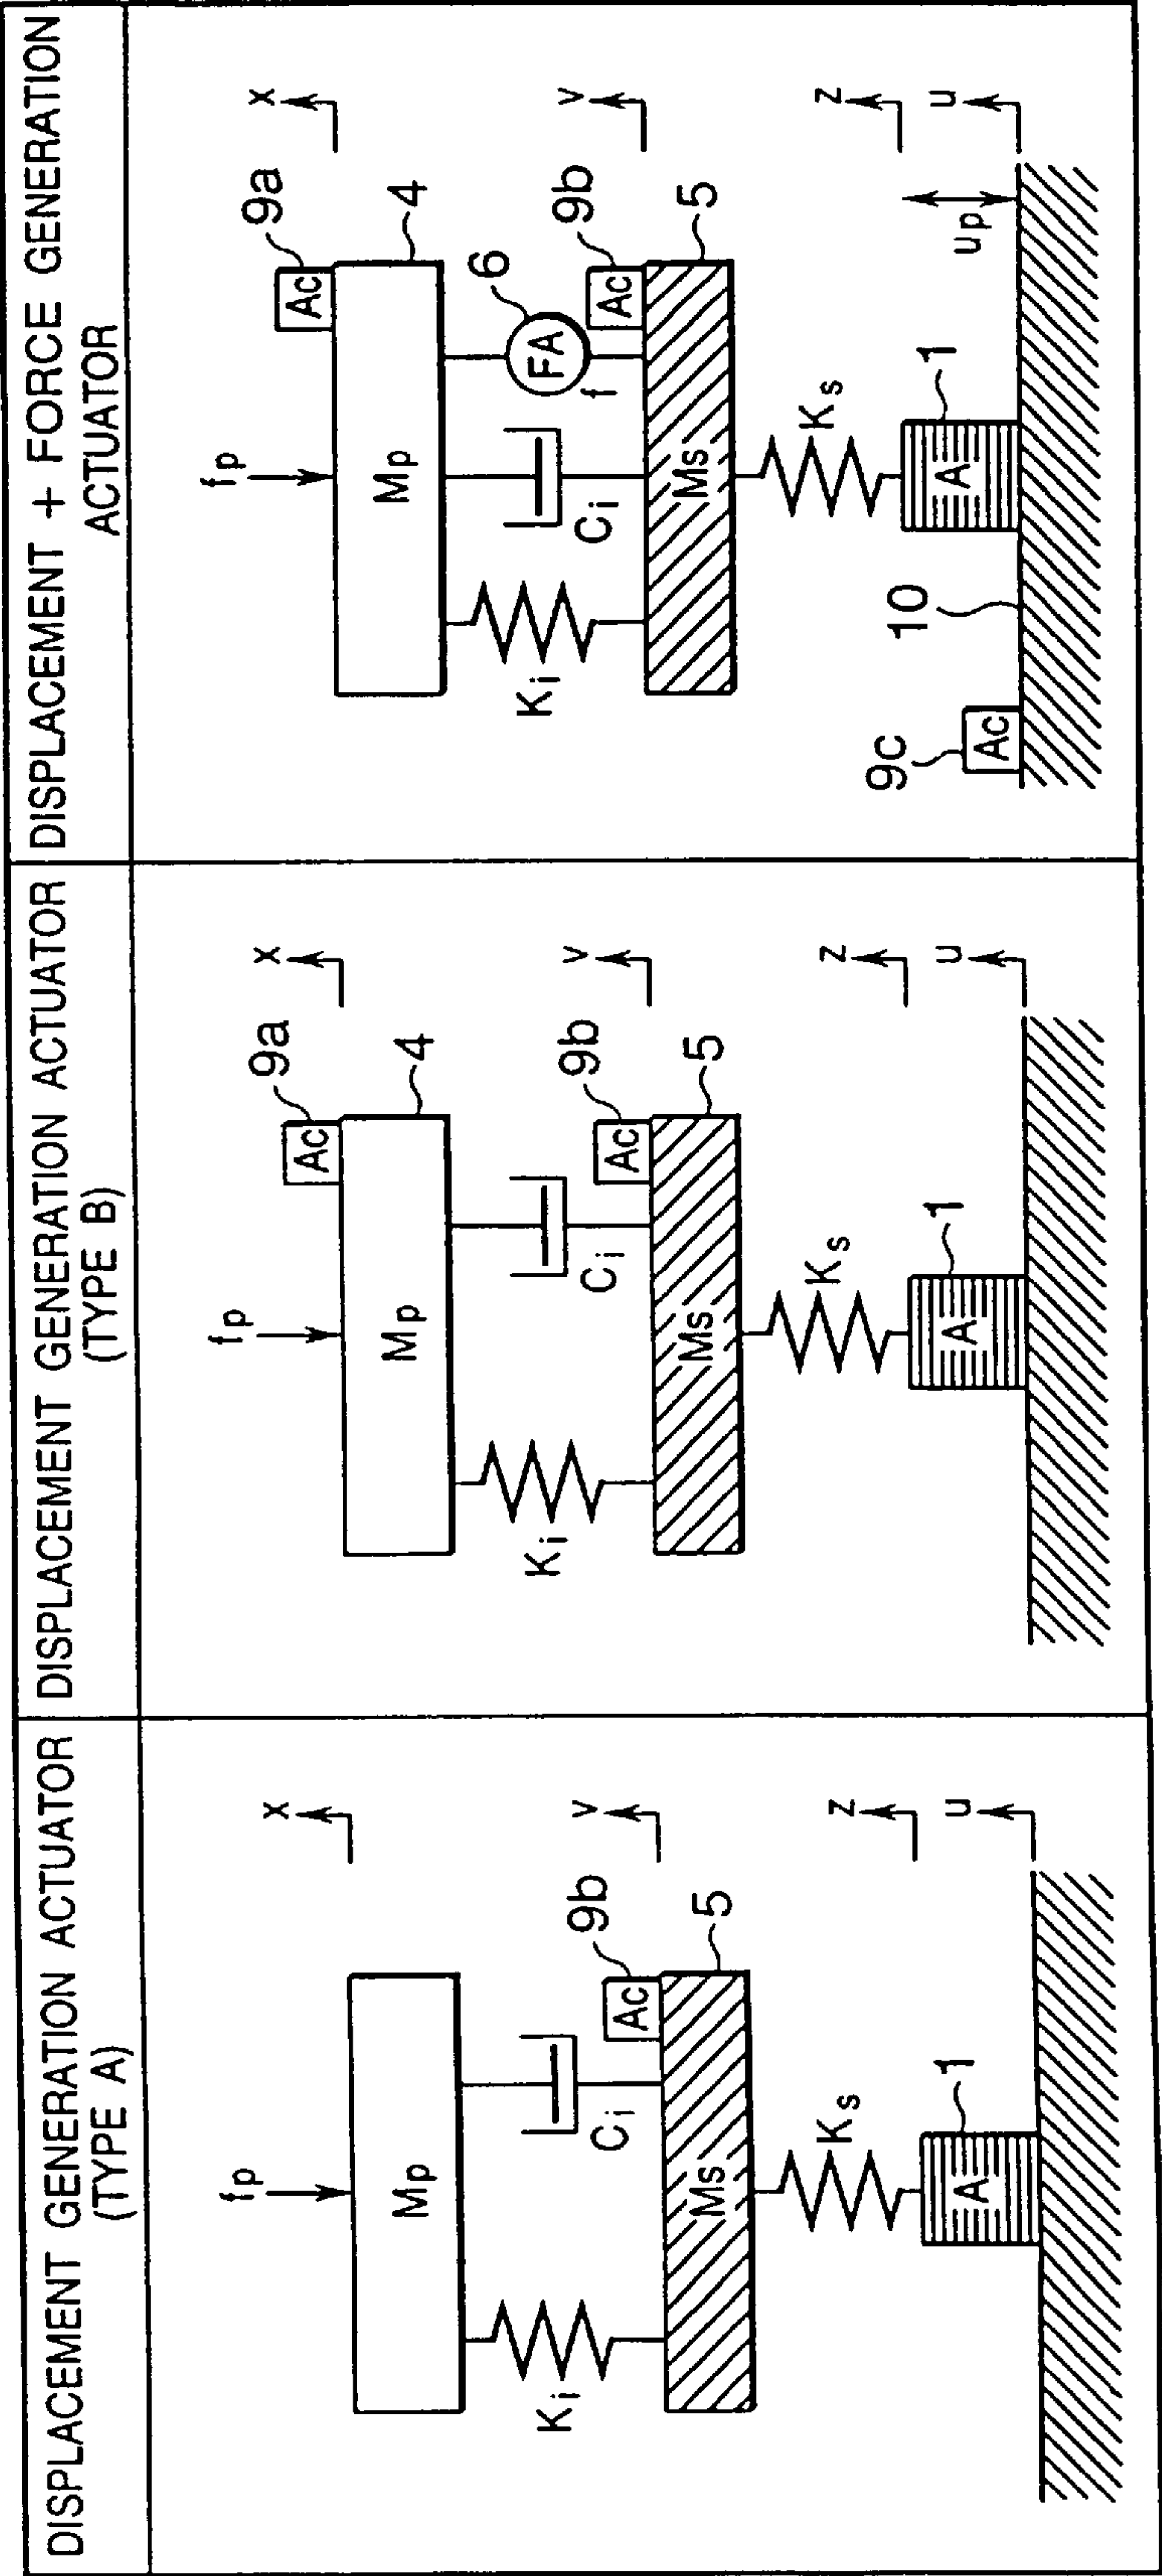 DISPLACEMENT GENERATION ACTUATOR
(TYPE A)
x
fp
Mp
v
9b
Ac
5
Ki
Ci
Ms
z
Ks
u
1
A
DISPLACEMENT GENERATION ACTUATOR
(TYPE B)
x
9a
fp
Ac
4
Mp
v
9b
Ac
5
Ki
Ci
Ms
z
Ks
u
1
A
DISPLACEMENT + FORCE GENERATION
ACTUATOR
x
9a
fp
Ac
4
Mp
6
v
9b
FA
Ac
f
5
Ki
Ci
Ms
z
Ks
u
up
1
10
9c
A
Ac